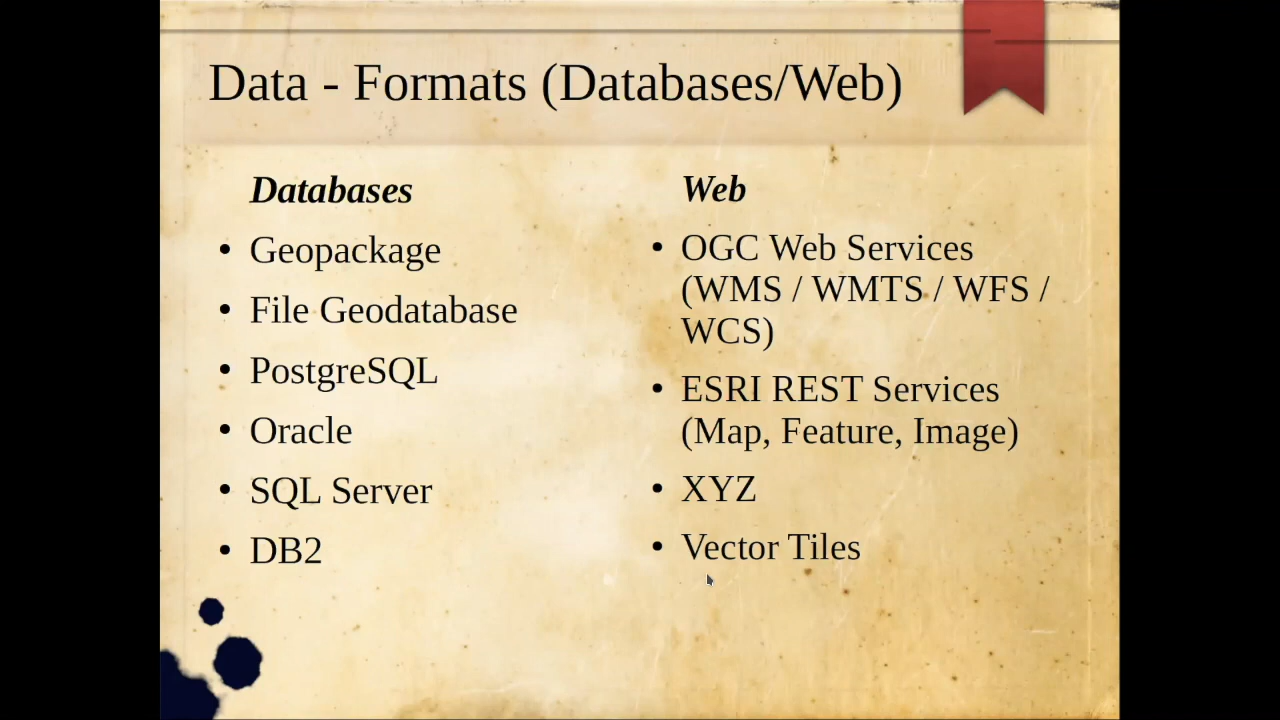 Data - Formats (Databases/Web)
Databases
• Geopackage
• File Geodatabase
• PostgreSQL
• Oracle
• SQL Server
• DB2
Web
• OGC Web Services
(WMS / WMTS / WFS /
WCS)
• ESRI REST Services
(Map, Feature, Image)
• XYZ
• Vector Tiles